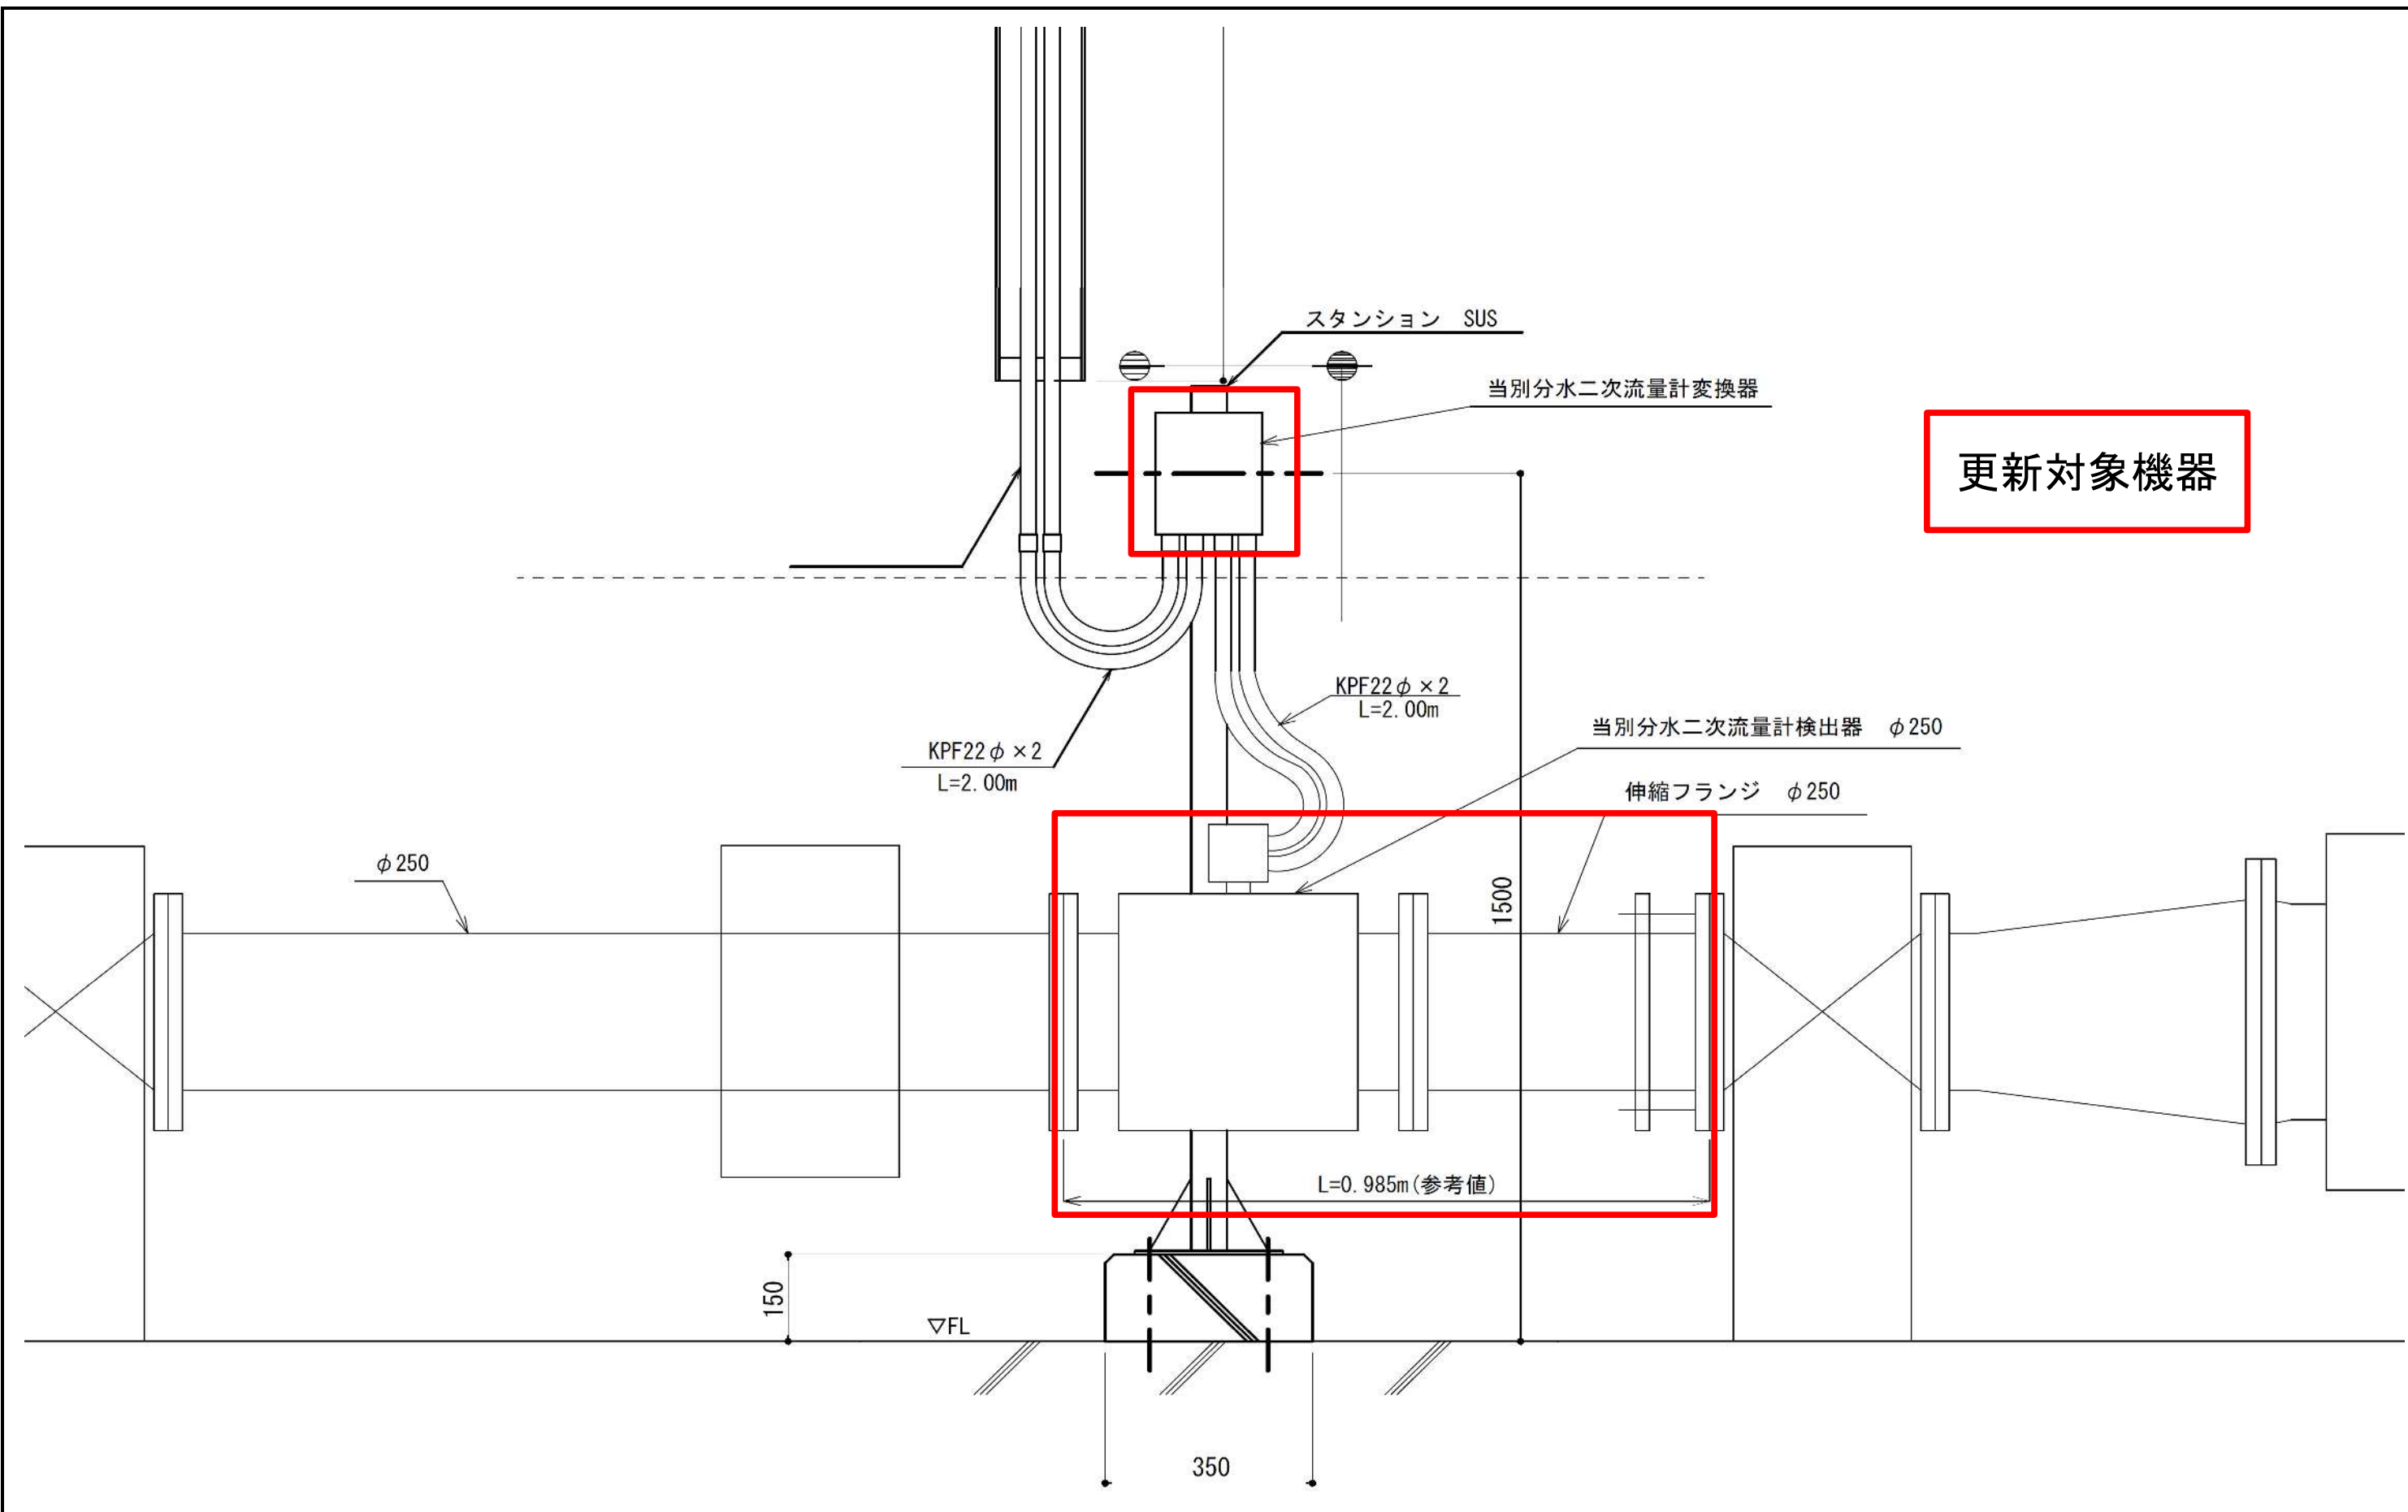 スタンション SUS
当別分水二次流量計変換器
更新対象機器
KPF22φ×2
L=2.00m
当別分水二次流量計検出器 φ250
KPF22φ×2
L=2.00m
伸縮フランジ φ250
φ250
1500
L=0.985m(参考値)
150
▽FL
350